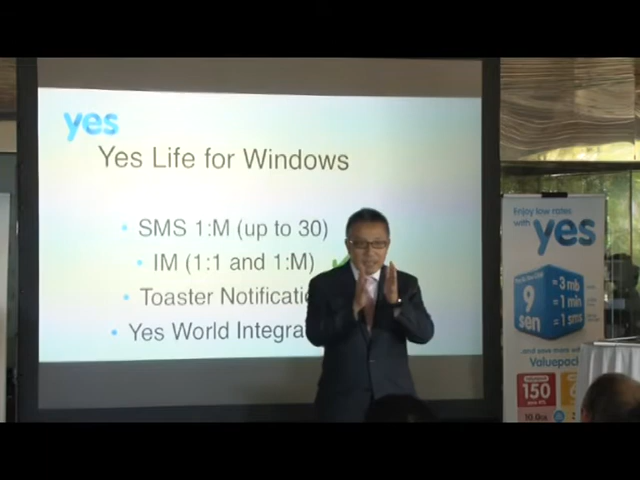 yes
Yes Life for Windows
• SMS 1:M (up to 30)
• IM (1:1 and 1:M)
• Toaster Notificatio
• Yes World Integra
Enjoy low rates
with yes
9 sen
= 3 mb
= 1 min
= 1 sms
Valuepac
150